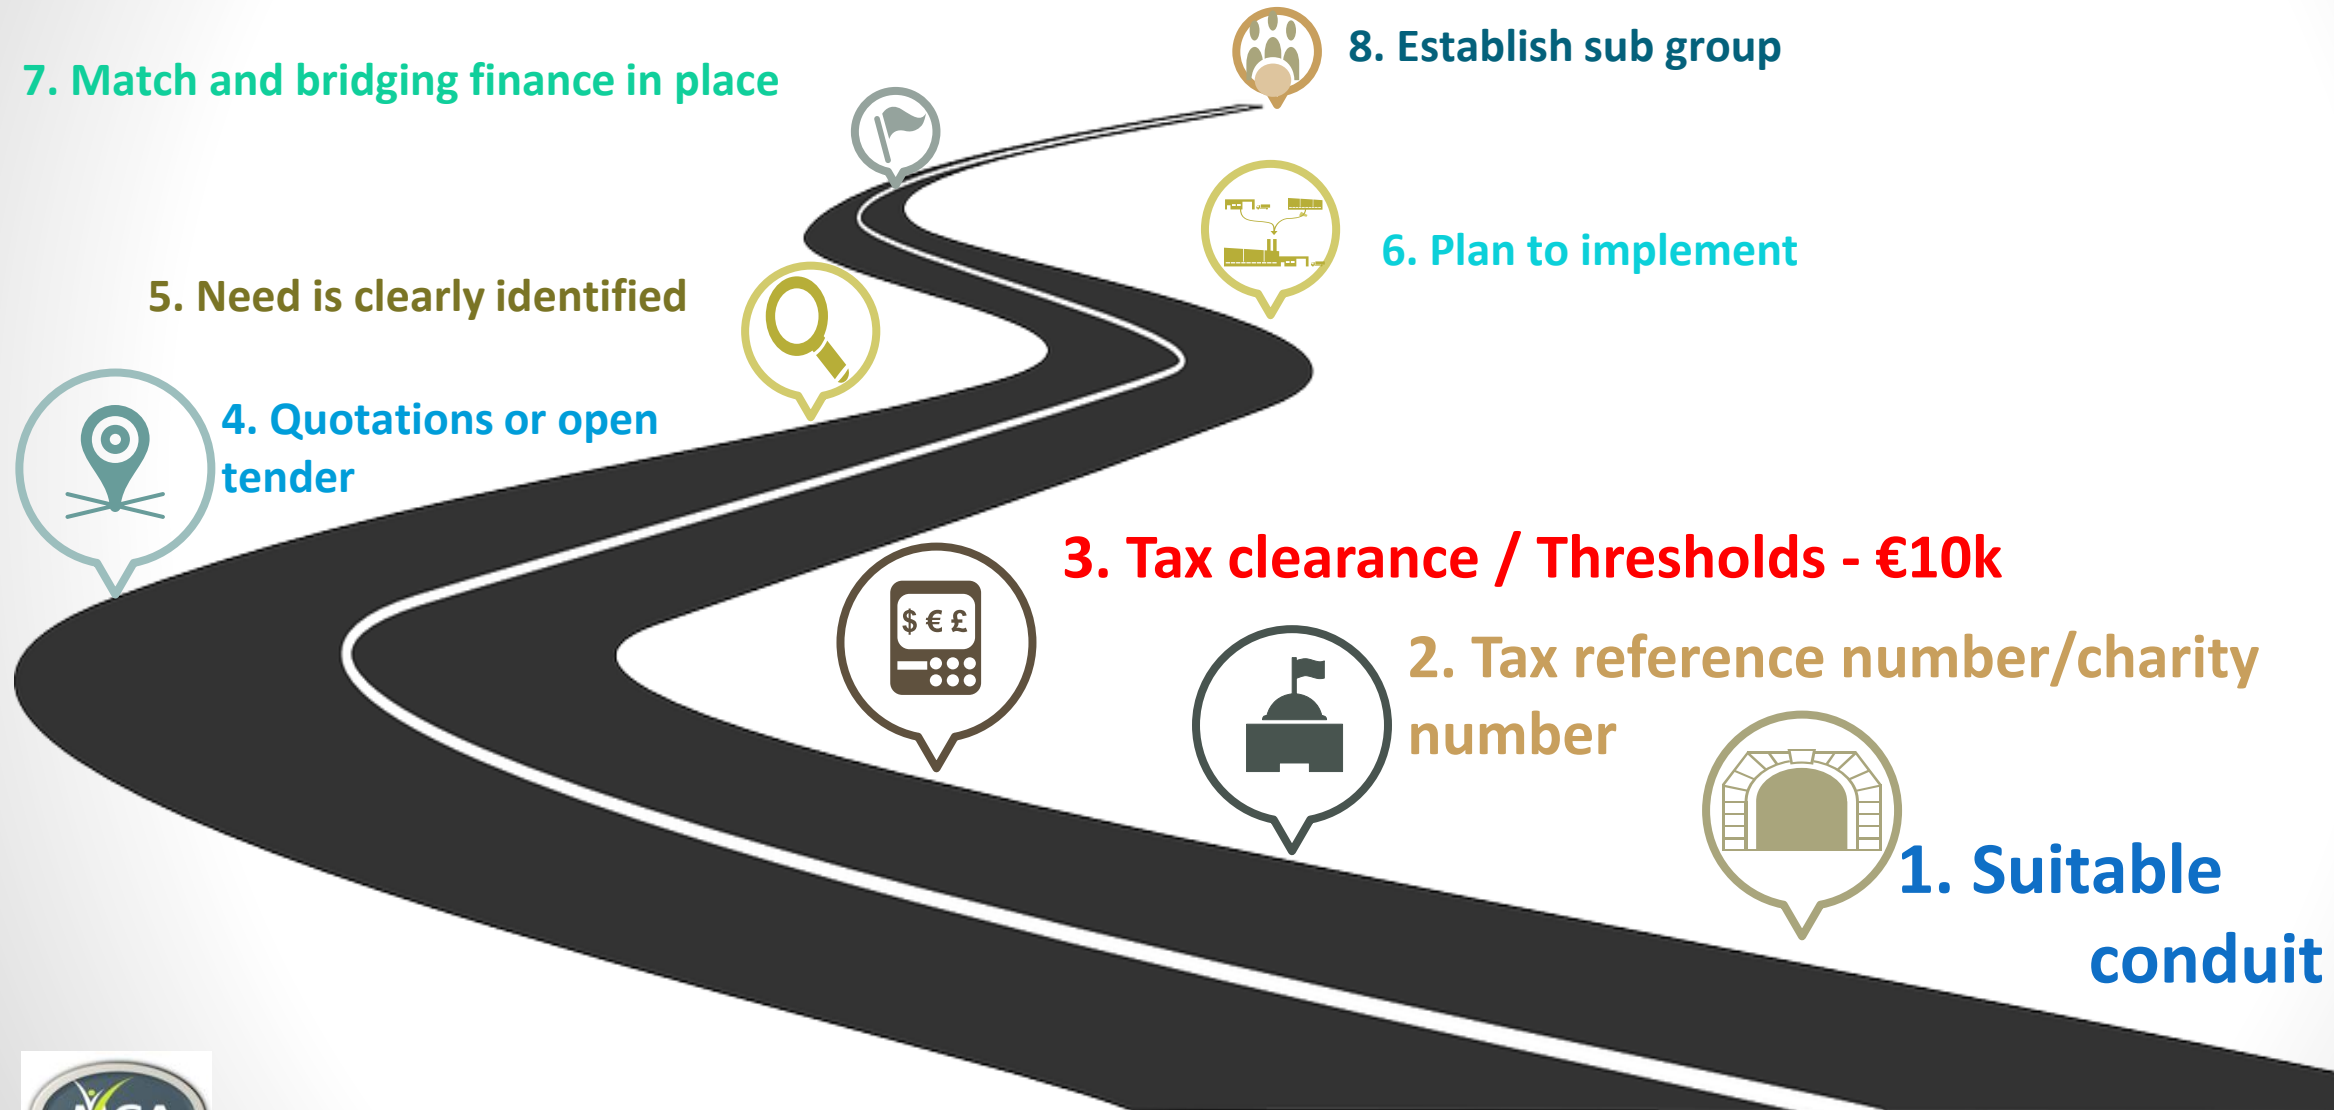 8. Establish sub group
7. Match and bridging finance in place
6. Plan to implement
5. Need is clearly identified
4. Quotations or open
tender
3. Tax clearance / Thresholds - €10k
$ € £
2. Tax reference number/charity
number
1. Suitable
conduit